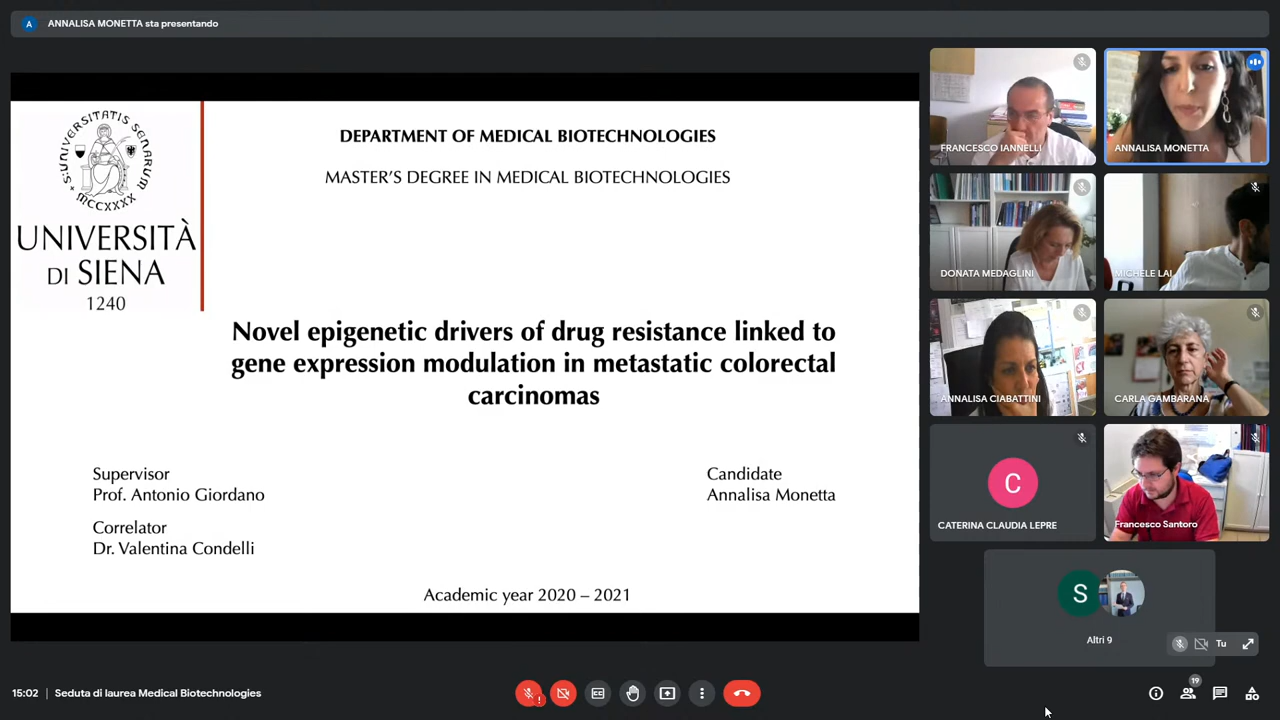 A
ANNALISA MONETTA sta presentando
S·UNIVERSITATIS SENARUM
MCCXXXX
UNIVERSITÀ
DI SIENA
1240
DEPARTMENT OF MEDICAL BIOTECHNOLOGIES
MASTER'S DEGREE IN MEDICAL BIOTECHNOLOGIES
Novel epigenetic drivers of drug resistance linked to
gene expression modulation in metastatic colorectal
carcinomas
Supervisor
Prof. Antonio Giordano
Correlator
Dr. Valentina Condelli
Candidate
Annalisa Monetta
Academic year 2020 – 2021
FRANCESCO IANNELLI
ANNALISA MONETTA
DONATA MEDAGLINI
MICHELE LAI
ANNALISA CIABATTINI
CARLA GAMBARANA
C
CATERINA CLAUDIA LEPRE
Francesco Santoro
S
Altri 9
Tu
15:02
Seduta di laurea Medical Biotechnologies
19